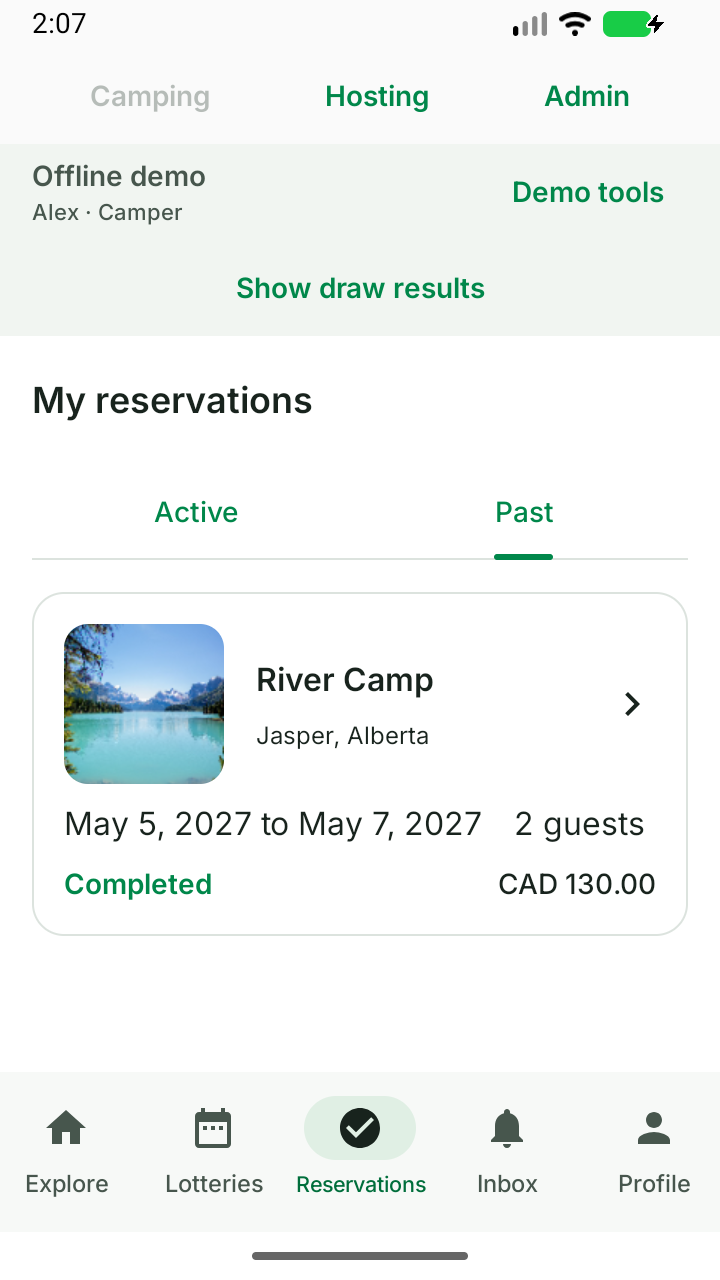 2:07
Camping Hosting Admin
Offline demo
Alex · Camper
Demo tools
Show draw results
My reservations
Active Past
River Camp
Jasper, Alberta
May 5, 2027 to May 7, 2027 2 guests
Completed CAD 130.00
Explore Lotteries Reservations Inbox Profile